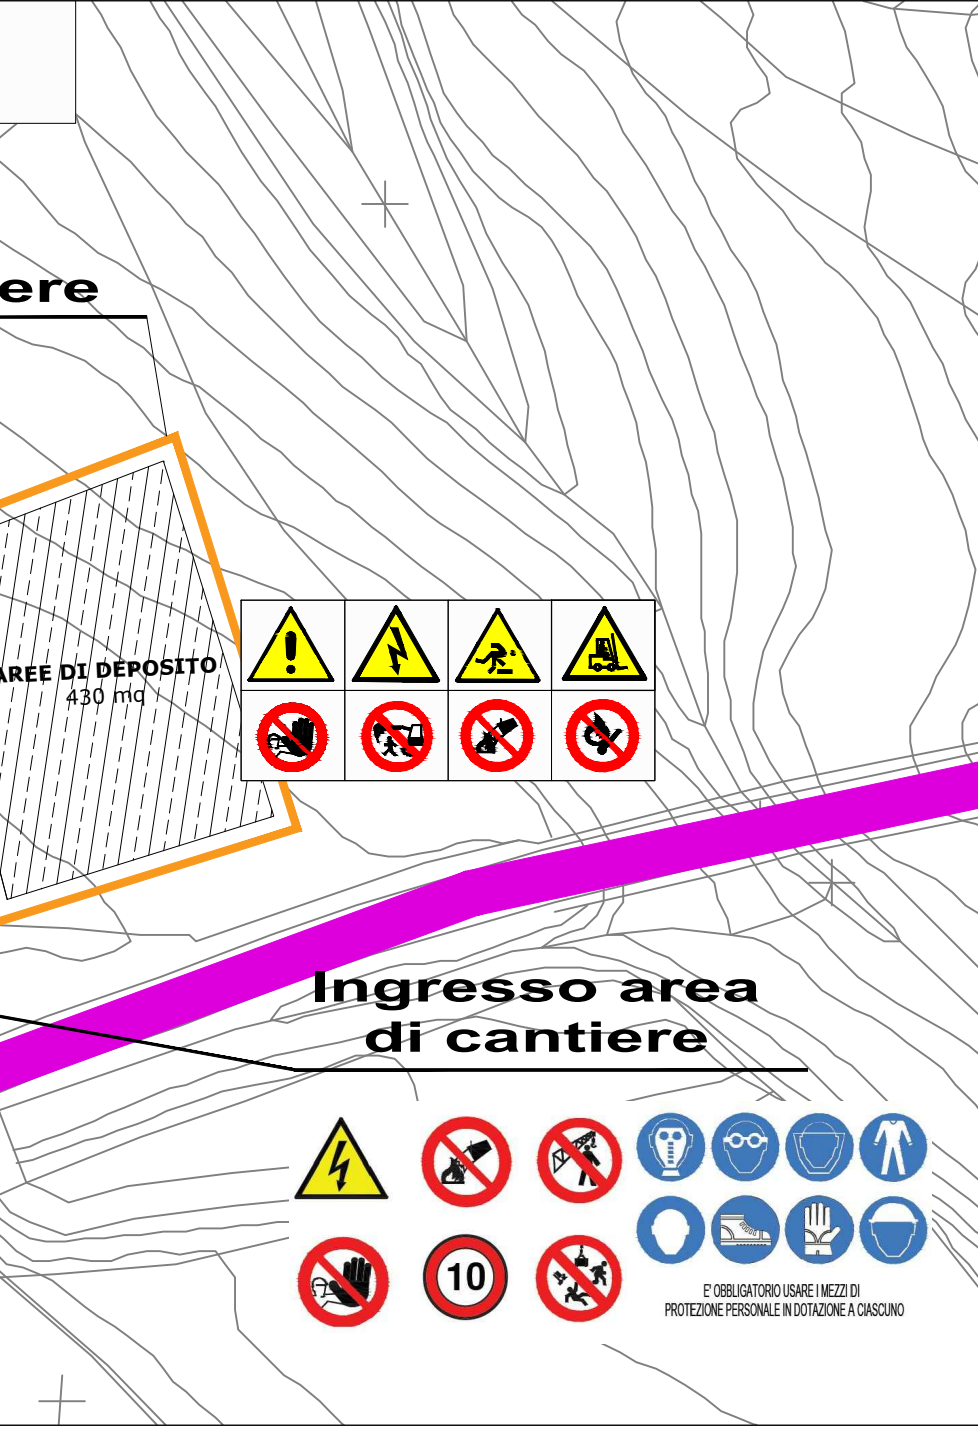 ere
AREE DI DEPOSITO
430 mq
Ingresso area
di cantiere
10
E' OBBLIGATORIO USARE I MEZZI DI
PROTEZIONE PERSONALE IN DOTAZIONE A CIASCUNO